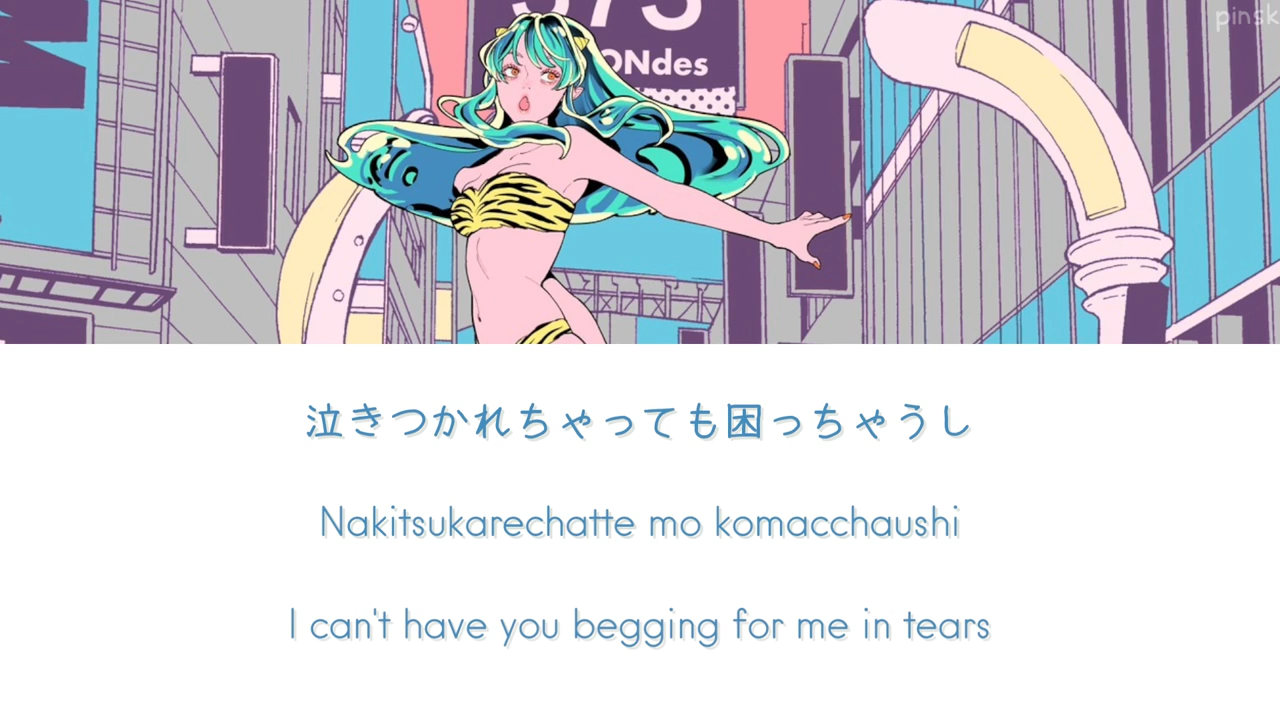 pinsk
373
ONdes
泣きつかれちゃっても困っちゃうし
Nakitsukarechatte mo komacchaushi
I can't have you begging for me in tears